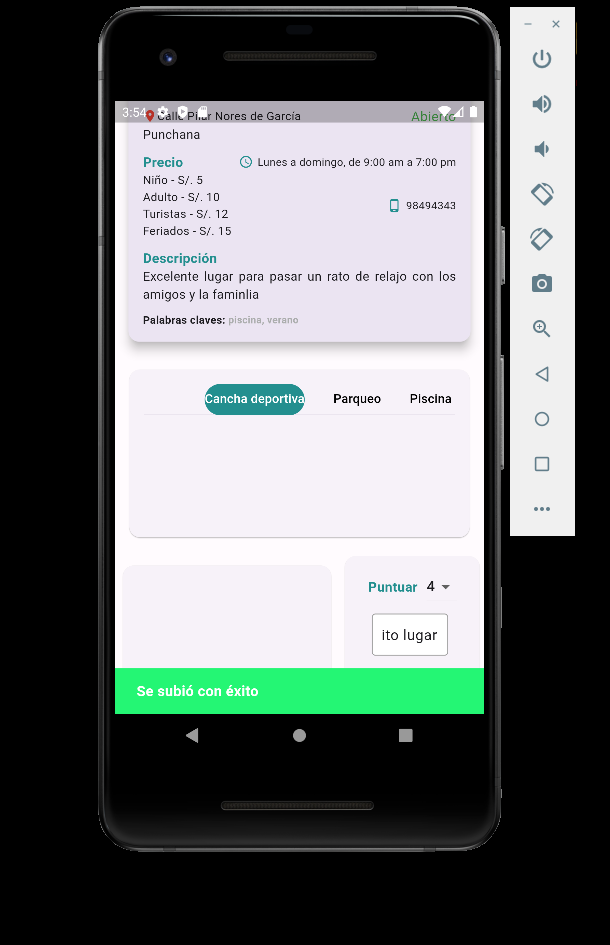 3:54
Calle Pilar Nores de García
Abierto
Punchana
Precio
Lunes a domingo, de 9:00 am a 7:00 pm
Niño - S/. 5
Adulto - S/. 10
98494343
Turistas - S/. 12
Feriados - S/. 15
Descripción
Excelente lugar para pasar un rato de relajo con los
amigos y la faminlia
Palabras claves: piscina, verano
Cancha deportiva Parqueo Piscina
Puntuar 4
ito lugar
Se subió con éxito